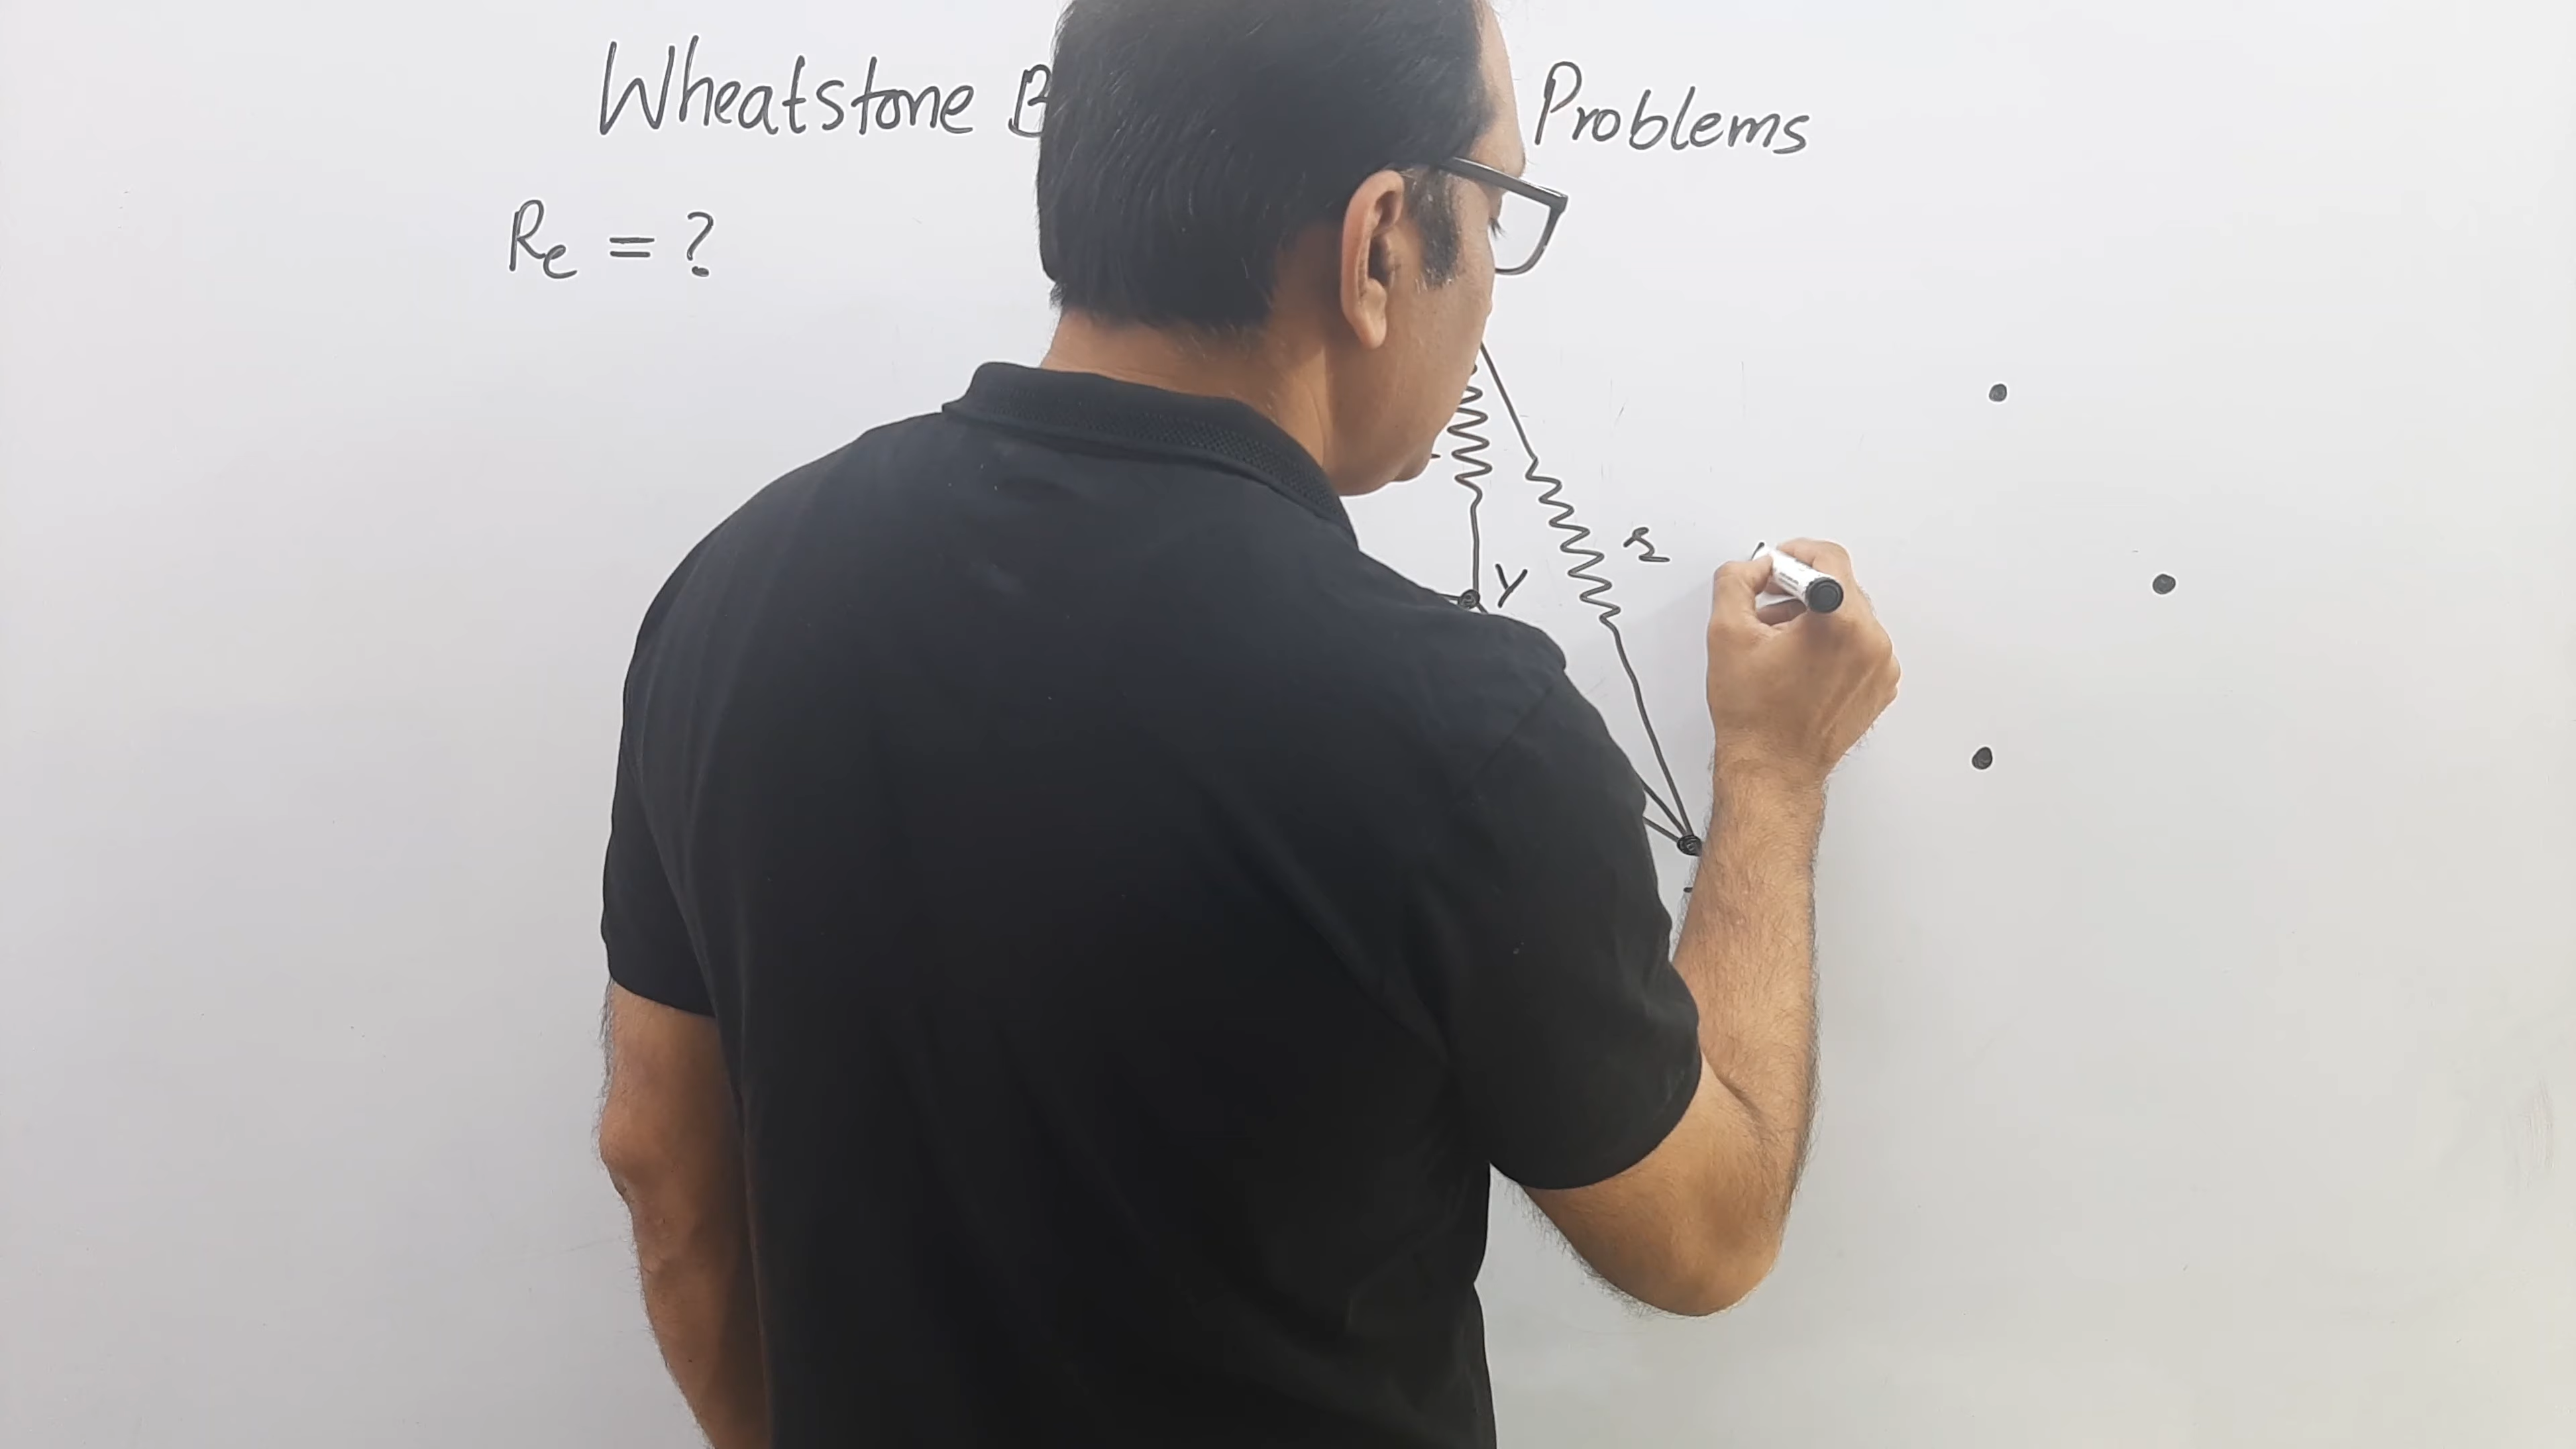 Wheatstone B Problems
Re = ?
r
Y